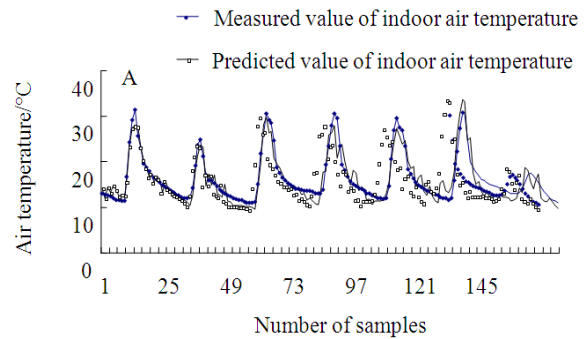 Measured value of indoor air temperature
Predicted value of indoor air temperature
A
Air temperature/°C
40
30
20
10
0
1 25 49 73 97 121 145
Number of samples